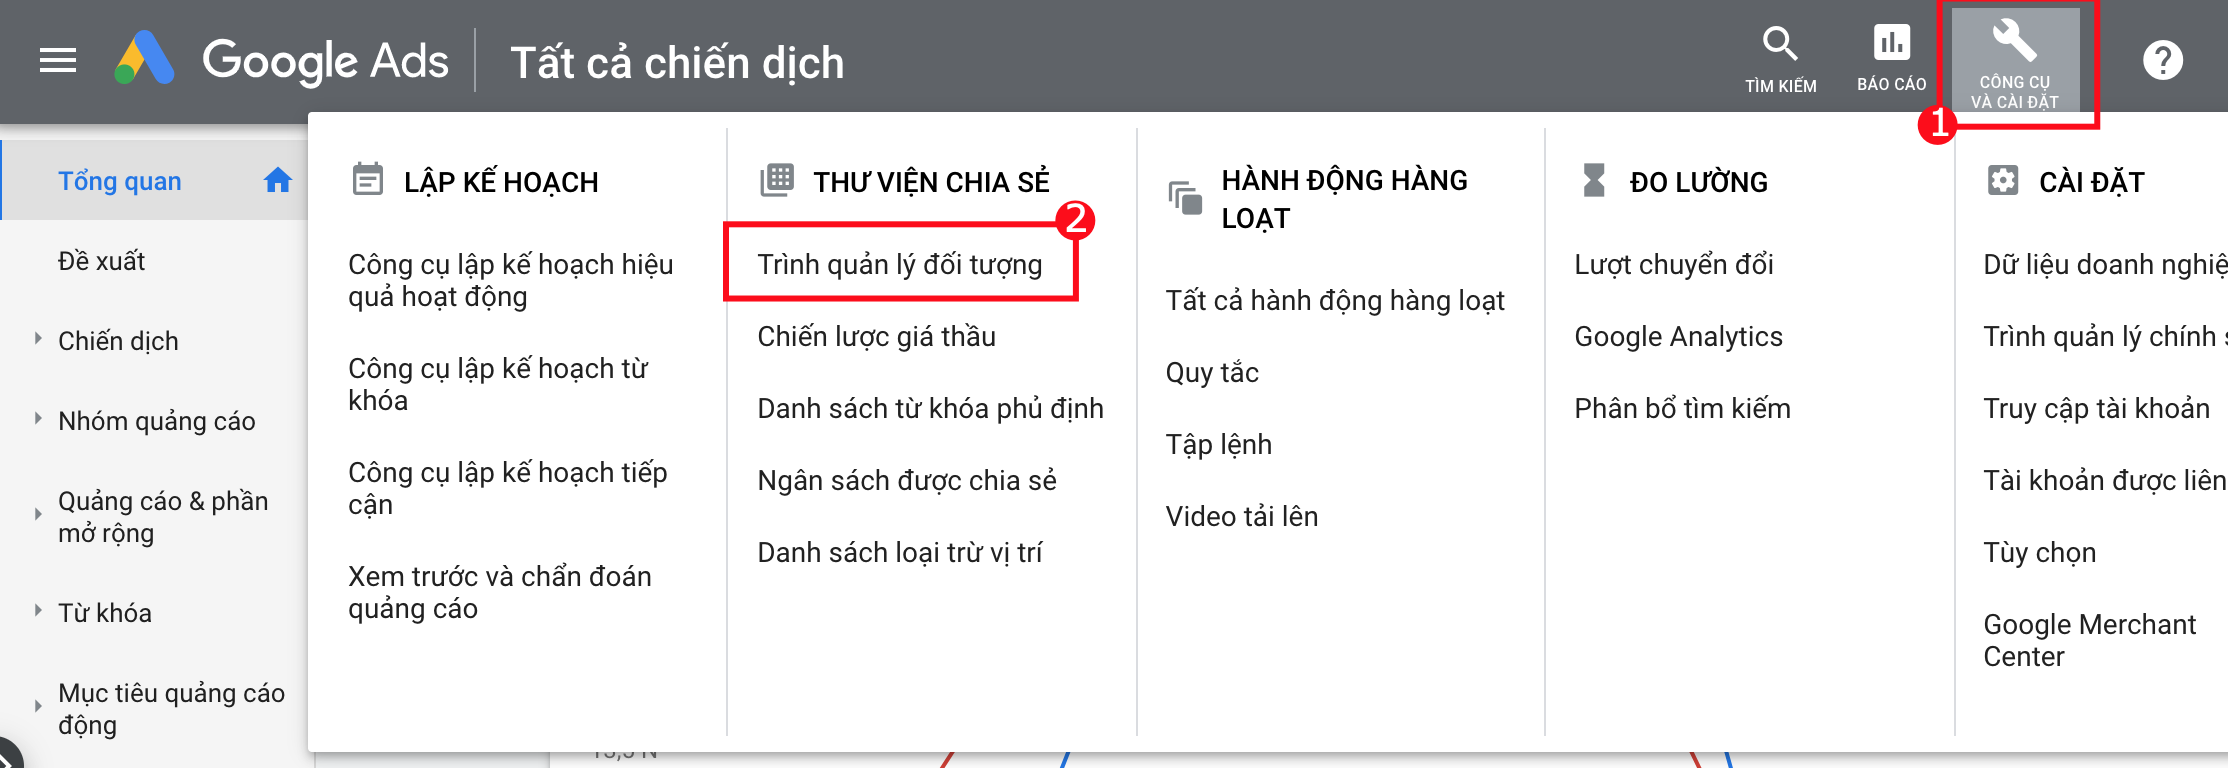 Google Ads
Tất cả chiến dịch
TÌM KIẾM
BÁO CÁO
CÔNG CỤ
VÀ CÀI ĐẶT
1
?
Tổng quan
Đề xuất
Chiến dịch
Nhóm quảng cáo
Quảng cáo & phần
mở rộng
Từ khóa
Mục tiêu quảng cáo
động
LẬP KẾ HOẠCH
Công cụ lập kế hoạch hiệu
quả hoạt động
Công cụ lập kế hoạch từ
khóa
Công cụ lập kế hoạch tiếp
cận
Xem trước và chẩn đoán
quảng cáo
THƯ VIỆN CHIA SẺ
2
Trình quản lý đối tượng
Chiến lược giá thầu
Danh sách từ khóa phủ định
Ngân sách được chia sẻ
Danh sách loại trừ vị trí
HÀNH ĐỘNG HÀNG
LOẠT
Tất cả hành động hàng loạt
Quy tắc
Tập lệnh
Video tải lên
ĐO LƯỜNG
Lượt chuyển đổi
Google Analytics
Phân bổ tìm kiếm
CÀI ĐẶT
Dữ liệu doanh nghiệ
Trình quản lý chính
Truy cập tài khoản
Tài khoản được liên
Tùy chọn
Google Merchant
Center